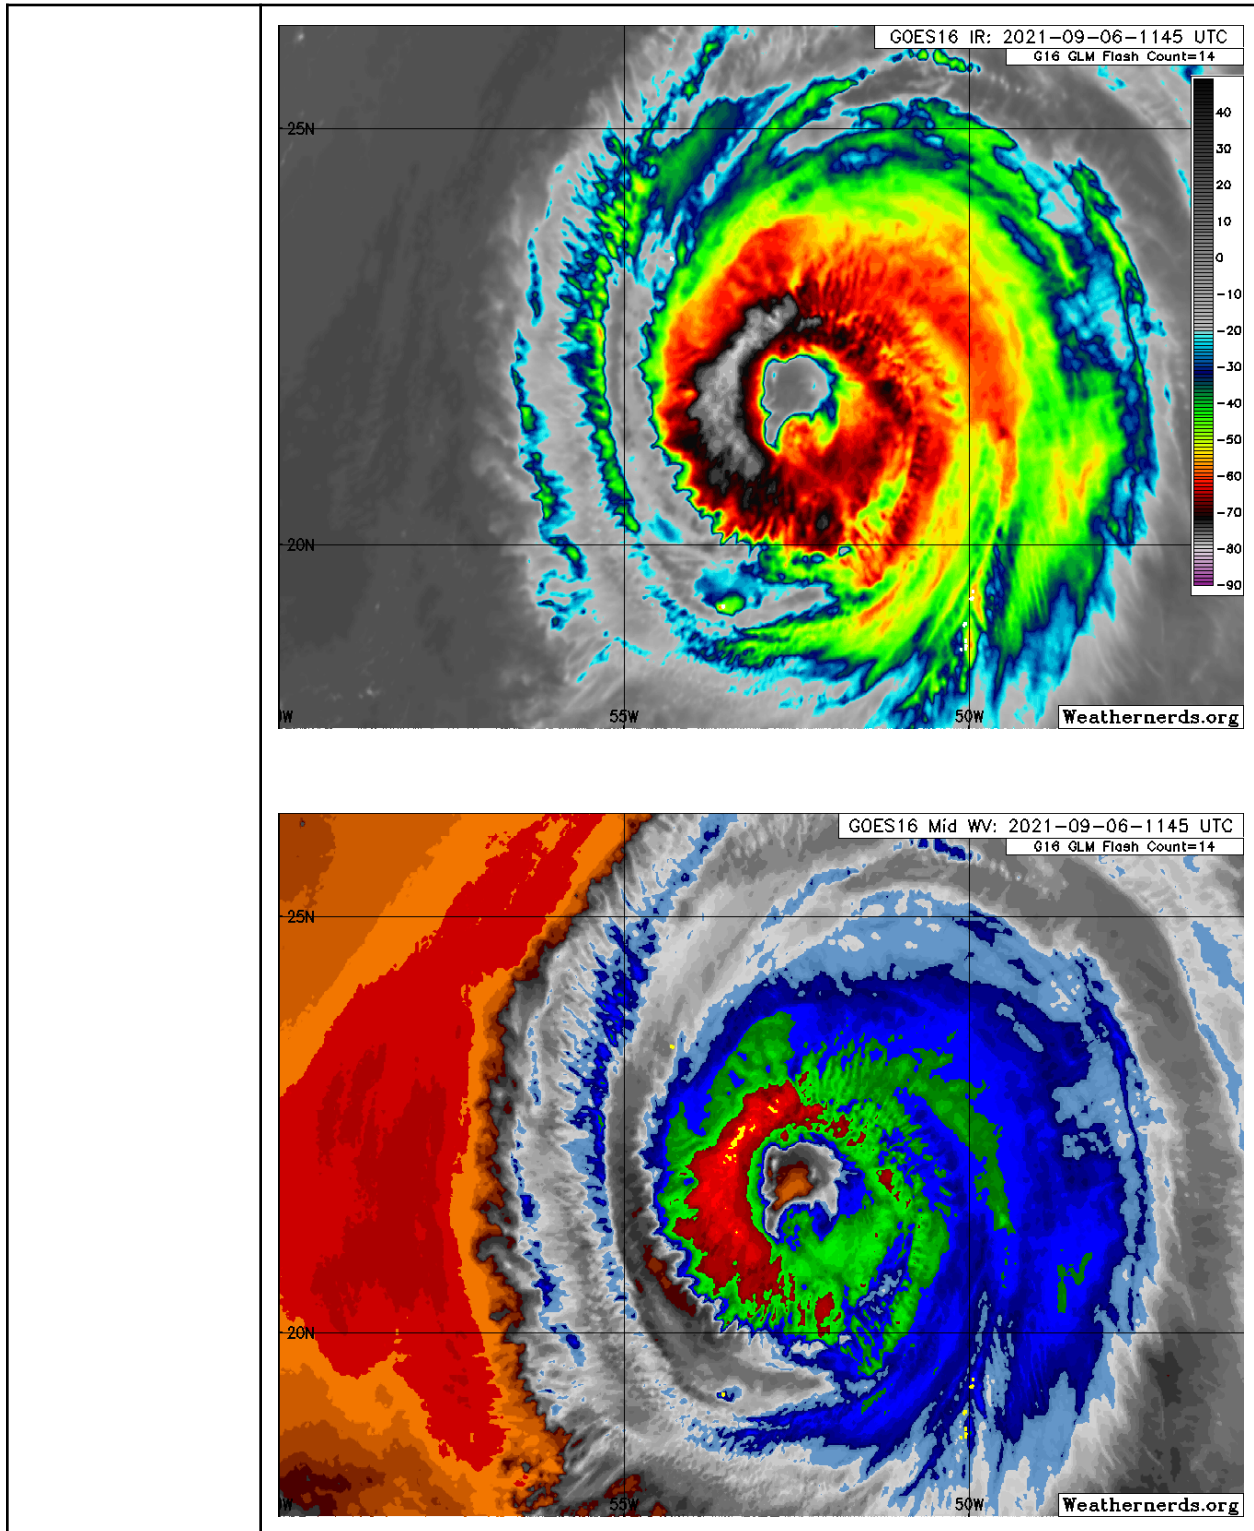 GOES16 IR: 2021-09-06-1145 UTC
G16 GLM Flash Count=14
40
30
20
10
0
-10
-20
-30
-40
-50
-60
-70
-80
-90
25N
20N
W 55W 50W
Weathernerds.org
GOES16 Mid WV: 2021-09-06-1145 UTC
G16 GLM Flash Count=14
25N
20N
W 55W 50W
Weathernerds.org